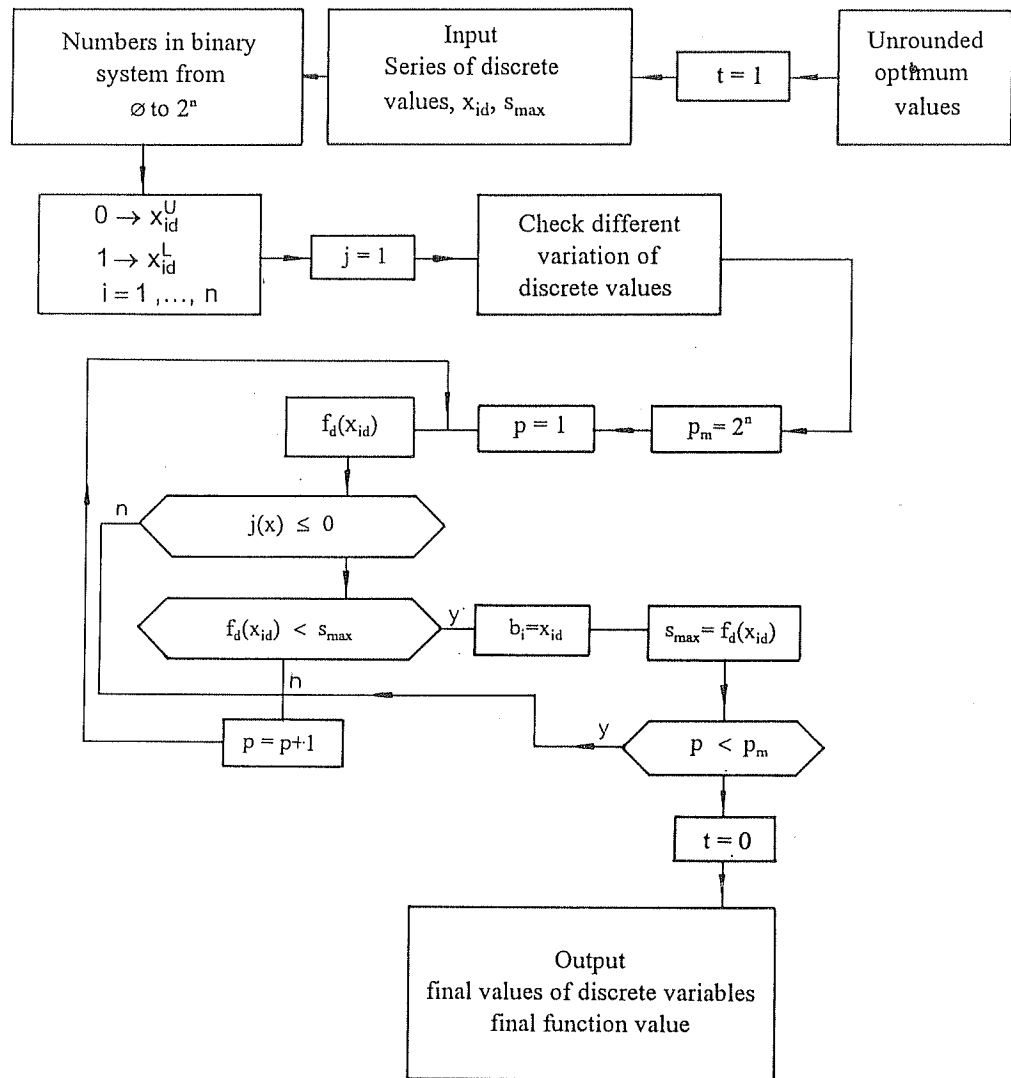 Unrounded
optimum
values
t = 1
Input
Series of discrete
values, x_id, s_max
Numbers in binary
system from
ø to 2^n
0 → x_id^U
1 → x_id^L
i = 1 ,..., n
j = 1
Check different
variation of
discrete values
p_m= 2^n
p = 1
f_d(x_id)
j(x) ≤ 0
n
f_d(x_id) < s_max
y
n
b_i=x_id
s_max= f_d(x_id)
p = p+1
p < p_m
y
t = 0
Output
final values of discrete variables
final function value